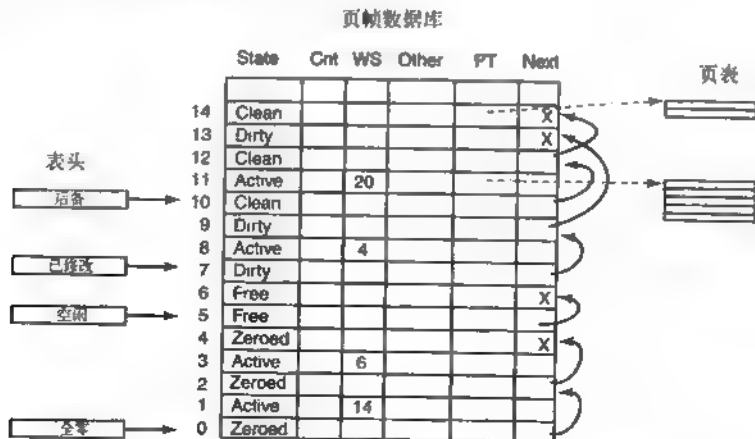 页帧数据库
State Cnt WS Other PT Next
页表
14 Clean X
13 Dirty X
12 Clean
表头
11 Active 20
后备
10 Clean
9 Dirty
8 Active 4
已修改
7 Dirty
6 Free X
空闲
5 Free
4 Zeroed X
3 Active 6
2 Zeroed
1 Active 14
全零
0 Zeroed